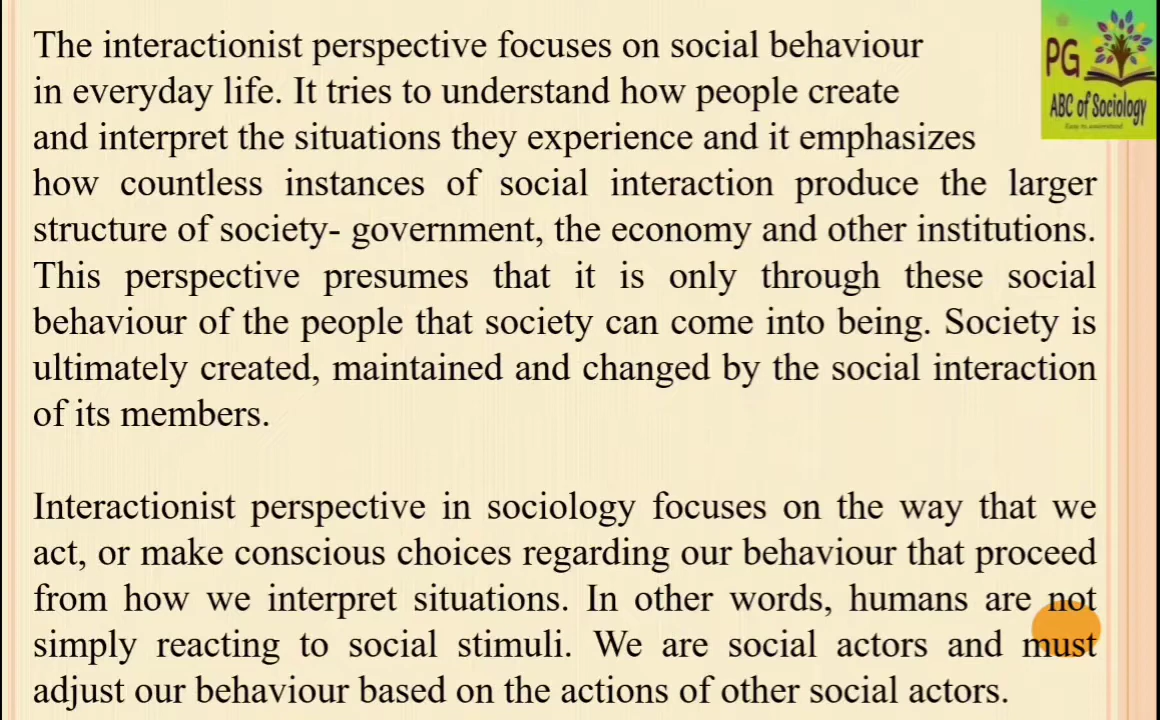 The interactionist perspective focuses on social behaviour
in everyday life. It tries to understand how people create
and interpret the situations they experience and it emphasizes
how countless instances of social interaction produce the larger
structure of society- government, the economy and other institutions.
This perspective presumes that it is only through these social
behaviour of the people that society can come into being. Society is
ultimately created, maintained and changed by the social interaction
of its members.
Interactionist perspective in sociology focuses on the way that we
act, or make conscious choices regarding our behaviour that proceed
from how we interpret situations. In other words, humans are not
simply reacting to social stimuli. We are social actors and must
adjust our behaviour based on the actions of other social actors.
PG
ABC of Sociology
Easy to understand